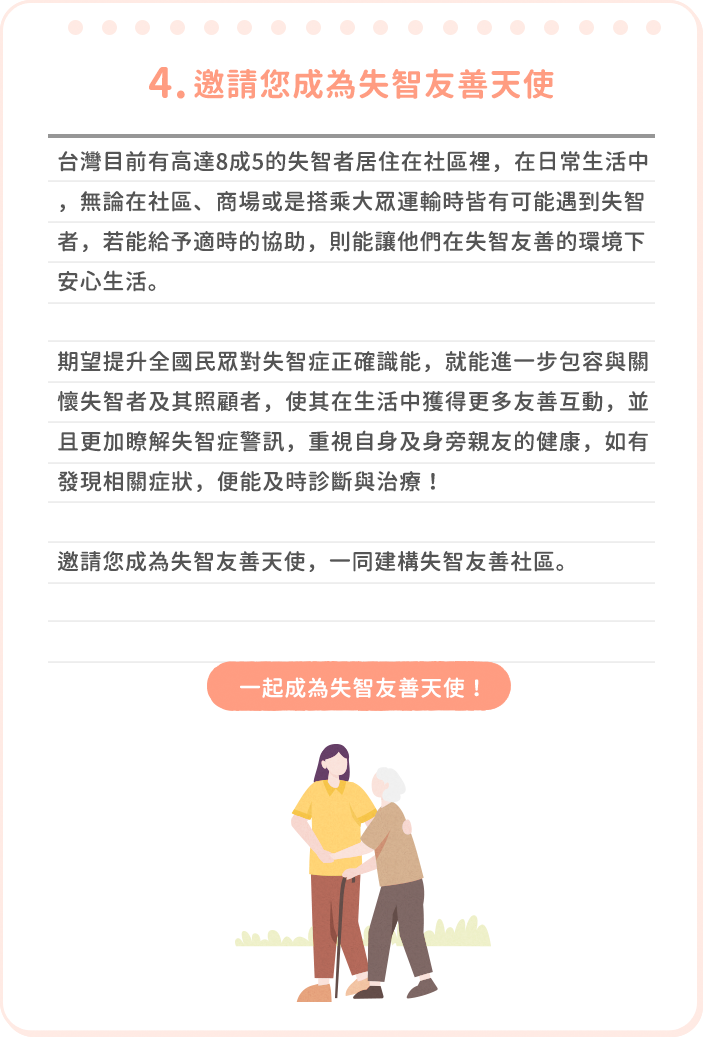 4. 邀請您成為失智友善天使
台灣目前有高達8成5的失智者居住在社區裡，在日常生活中
，無論在社區、商場或是搭乘大眾運輸時皆有可能遇到失智
者，若能給予適時的協助，則能讓他們在失智友善的環境下
安心生活。
期望提升全國民眾對失智症正確識能，就能進一步包容與關
懷失智者及其照顧者，使其在生活中獲得更多友善互動，並
且更加瞭解失智症警訊，重視自身及身旁親友的健康，如有
發現相關症狀，便能及時診斷與治療！
邀請您成為失智友善天使，一同建構失智友善社區。
一起成為失智友善天使！